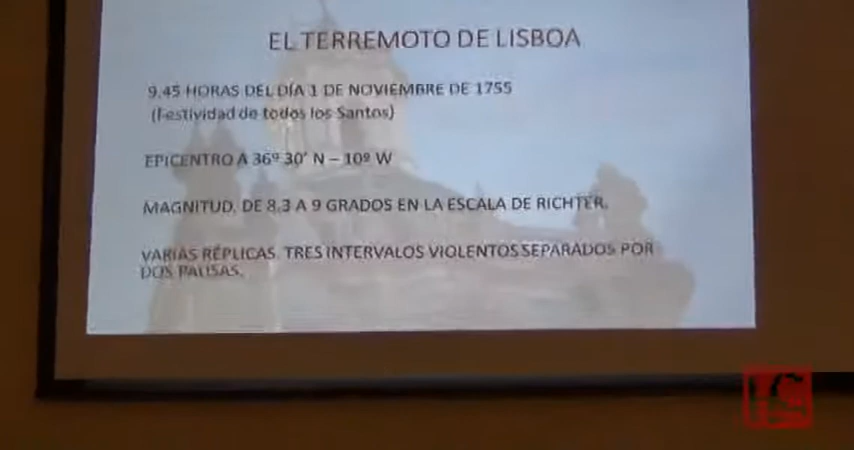 EL TERREMOTO DE LISBOA
9.45 HORAS DEL DÍA 1 DE NOVIEMBRE DE 1755
(Festividad de todos los Santos)
EPICENTRO A 36º 30’ N – 10º W
MAGNITUD. DE 8.3 A 9 GRADOS EN LA ESCALA DE RICHTER.
VARIAS RÉPLICAS. TRES INTERVALOS VIOLENTOS SEPARADOS POR
DOS PAUSAS.